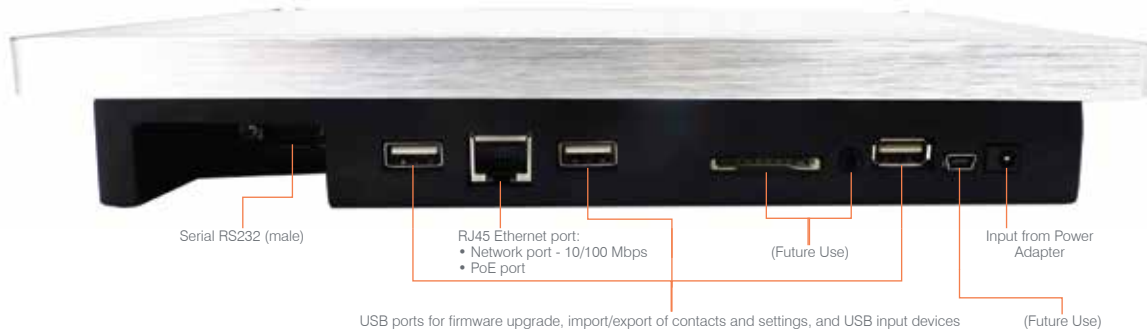 Serial RS232 (male)
RJ45 Ethernet port:
• Network port - 10/100 Mbps
• PoE port
(Future Use)
Input from Power
Adapter
USB ports for firmware upgrade, import/export of contacts and settings, and USB input devices
(Future Use)